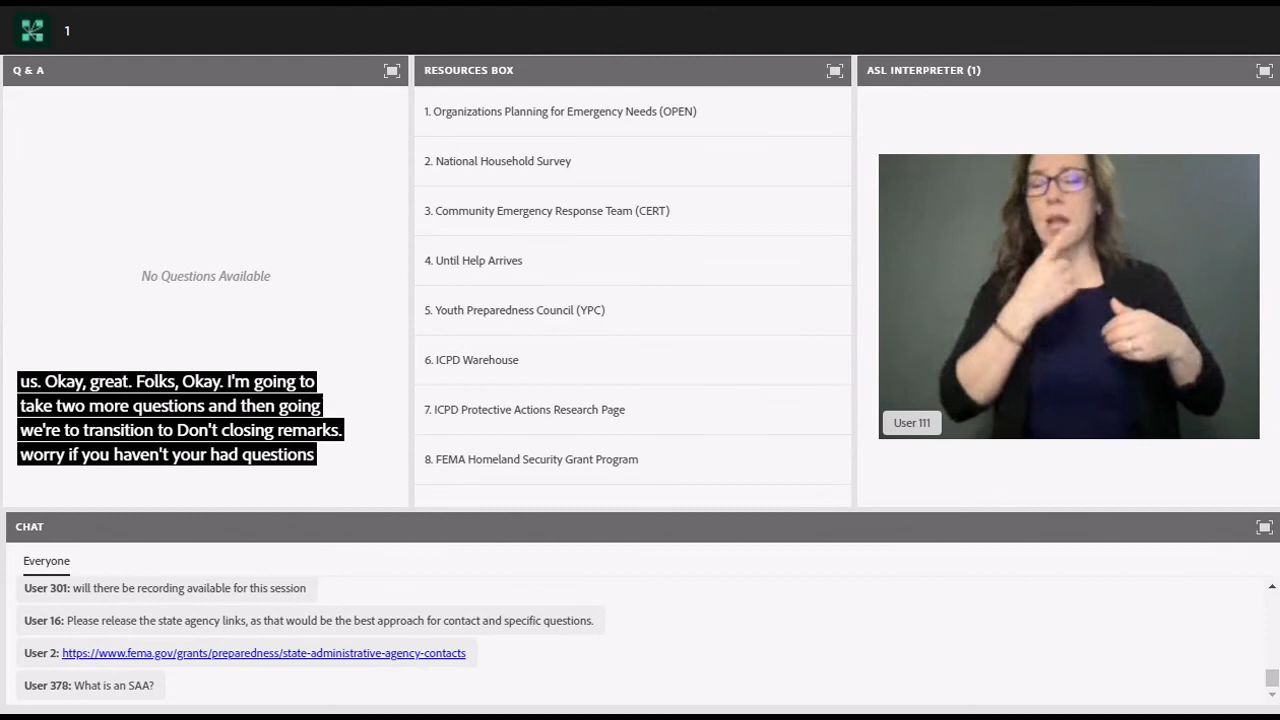 1
Q & A
No Questions Available
us. Okay, great. Folks, Okay. I'm going to
take two more questions and then going
we're to transition to Don't closing remarks.
worry if you haven't your had questions
RESOURCES BOX
1. Organizations Planning for Emergency Needs (OPEN)
2. National Household Survey
3. Community Emergency Response Team (CERT)
4. Until Help Arrives
5. Youth Preparedness Council (YPC)
6. ICPD Warehouse
7. ICPD Protective Actions Research Page
8. FEMA Homeland Security Grant Program
ASL INTERPRETER (1)
User 111
CHAT
Everyone
User 301: will there be recording available for this session
User 16: Please release the state agency links, as that would be the best approach for contact and specific questions.
User 2: https://www.fema.gov/grants/preparedness/state-administrative-agency-contacts
User 378: What is an SAA?